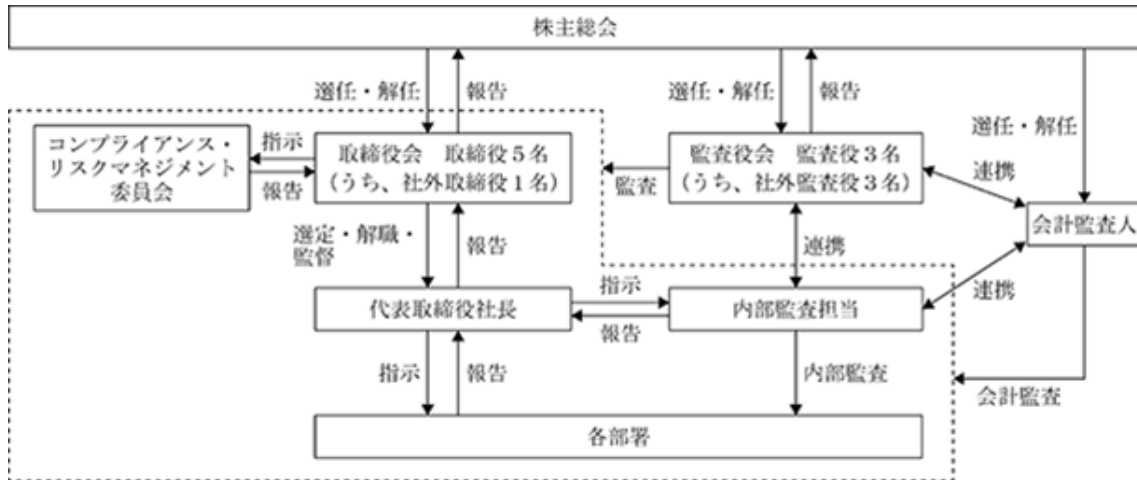 株主総会
選任・解任
報告
選任・解任
報告
選任・解任
コンプライアンス・
リスクマネジメント
委員会
指示
報告
取締役会 取締役5名
(うち、社外取締役1名)
監査
監査役会 監査役3名
(うち、社外監査役3名)
連携
会計監査人
選定・解職・
監督
報告
連携
連携
代表取締役社長
指示
報告
内部監査担当
指示
報告
内部監査
会計監査
各部署